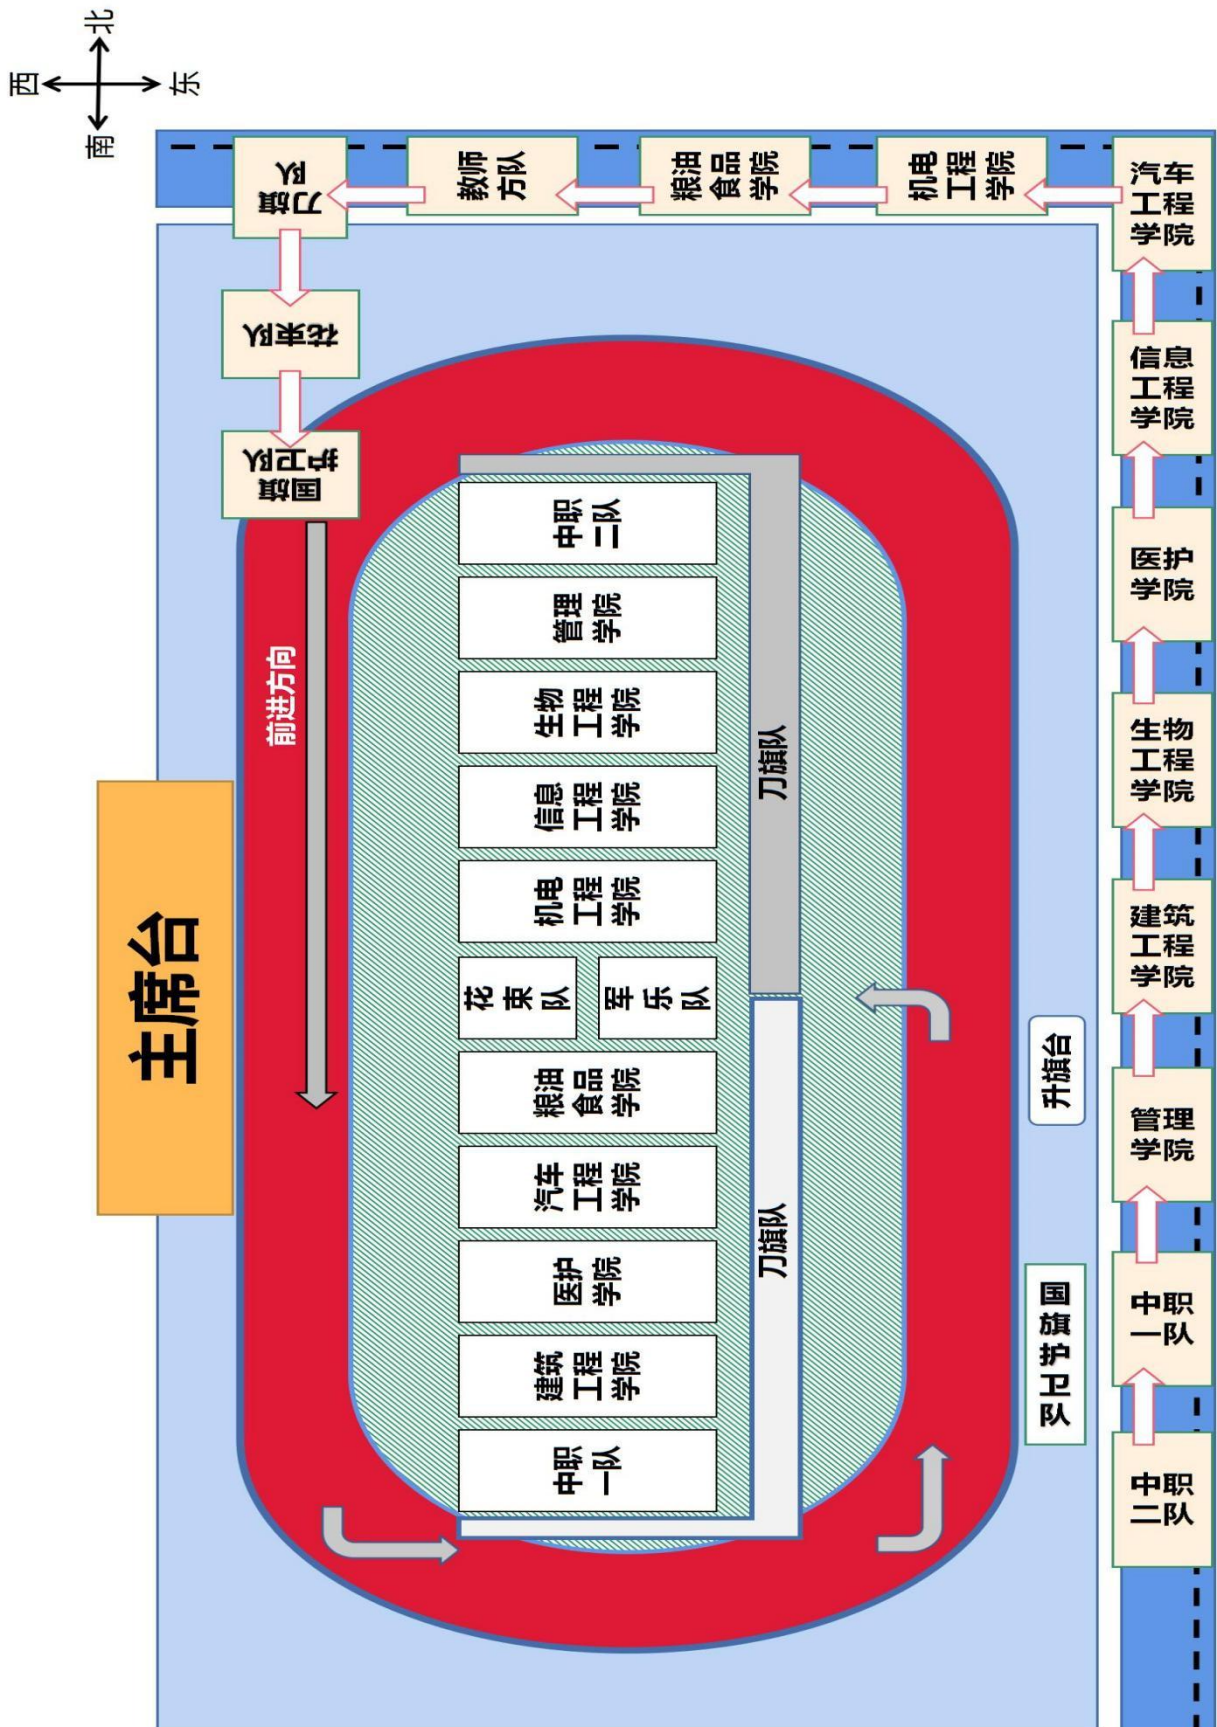 北
西
东
南
刀旗
队
教师
方队
粮油
食品
学院
机电
工程
学院
汽车
工程
学院
花束队
国旗
护卫队
信息
工程
学院
医护
学院
生物
工程
学院
建筑
工程
学院
管理
学院
中职
一队
中职
二队
前进方向
主席台
中职
二队
管理
学院
生物
工程
学院
信息
工程
学院
机电
工程
学院
花束队
军乐队
粮油
食品
学院
汽车
工程
学院
医护
学院
建筑
工程
学院
中职
一队
刀旗队
刀旗队
升旗台
国旗护卫队